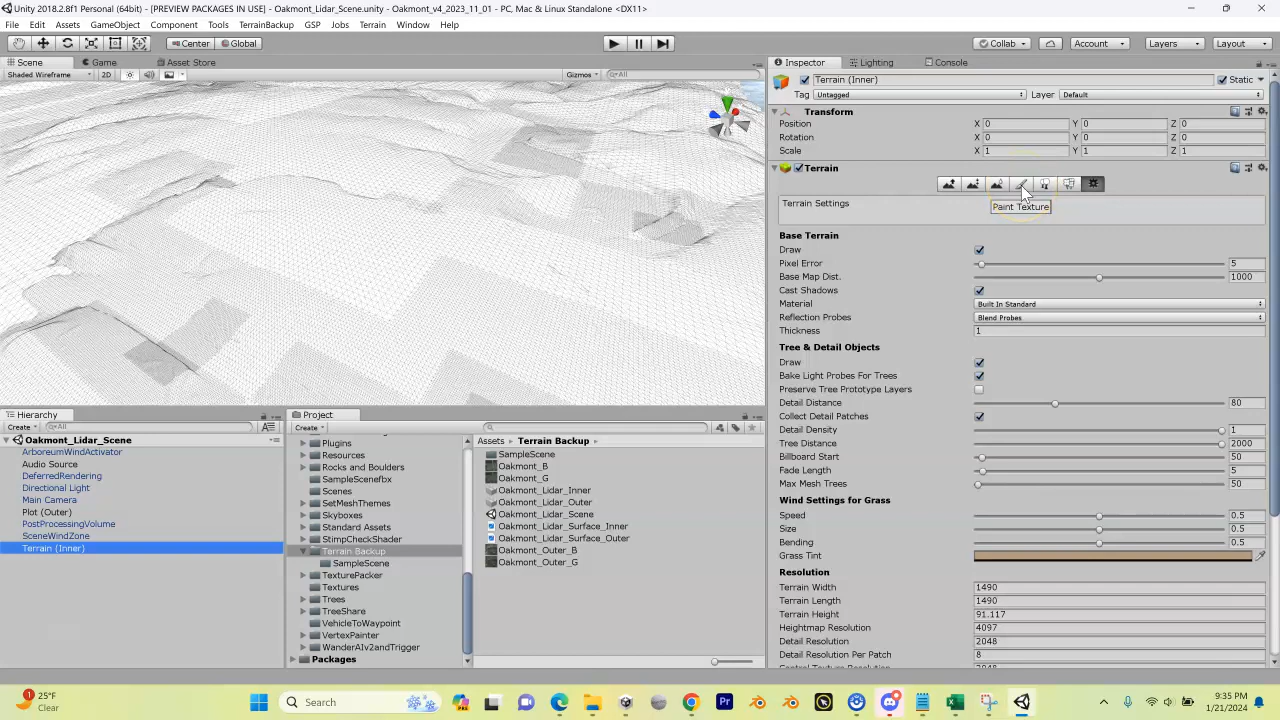 Unity 2018.2.8f1 Personal (64bit) - [PREVIEW PACKAGES IN USE] - Oakmont_Lidar_Scene.unity - Oakmont_v4_2023_11_01 - PC, Mac & Linux Standalone <DX11>
File Edit Assets GameObject Component Tools TerrainBackup GSP Jobs Terrain Window Help
Center Global Collab Account Layers Layout
Scene Game Asset Store
Shaded Wireframe 2D Gizmos All
Inspector Lighting Console
Terrain (Inner) Static
Tag Untagged Layer Default
Transform
Position X 0 Y 0 Z 0
Rotation X 0 Y 0 Z 0
Scale X 1 Y 1 Z 1
Terrain
Terrain Settings
Paint Texture
Base Terrain
Draw
Pixel Error 5
Base Map Dist. 1000
Cast Shadows
Material Built In Standard
Reflection Probes Blend Probes
Thickness 1
Tree & Detail Objects
Draw
Bake Light Probes For Trees
Preserve Tree Prototype Layers
Detail Distance 80
Collect Detail Patches
Detail Density 1
Tree Distance 2000
Billboard Start 50
Fade Length 5
Max Mesh Trees 50
Wind Settings for Grass
Speed 0.5
Size 0.5
Bending 0.5
Grass Tint
Resolution
Terrain Width 1490
Terrain Length 1490
Terrain Height 91.117
Heightmap Resolution 4097
Detail Resolution 2048
Detail Resolution Per Patch 8
Control Texture Resolution 2048
Hierarchy
Create All
Oakmont_Lidar_Scene
ArboreumWindActivator
Audio Source
DeferredRendering
Directional Light
Main Camera
Plot (Outer)
PostProcessingVolume
SceneWindZone
Terrain (Inner)
Project
Create
Plugins
Resources
Rocks and Boulders
SampleScenefbx
Scenes
SetMeshThemes
Skyboxes
Standard Assets
StimpCheckShader
Terrain Backup
SampleScene
TexturePacker
Textures
Trees
TreeShare
VehicleToWaypoint
VertexPainter
WanderAIv2andTrigger
Packages
Assets Terrain Backup
SampleScene
Oakmont_B
Oakmont_G
Oakmont_Lidar_Inner
Oakmont_Lidar_Outer
Oakmont_Lidar_Scene
Oakmont_Lidar_Surface_Inner
Oakmont_Lidar_Surface_Outer
Oakmont_Outer_B
Oakmont_Outer_G
25°F
Clear
Search
9:35 PM
1/21/2024